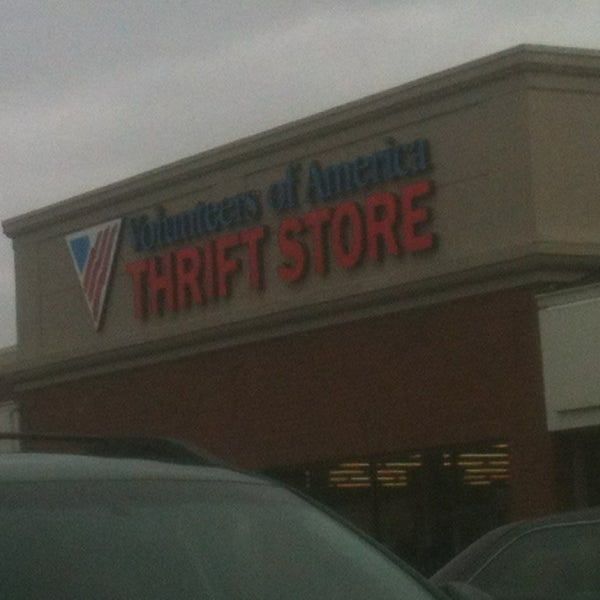 Volunteers of America
THRIFT STORE